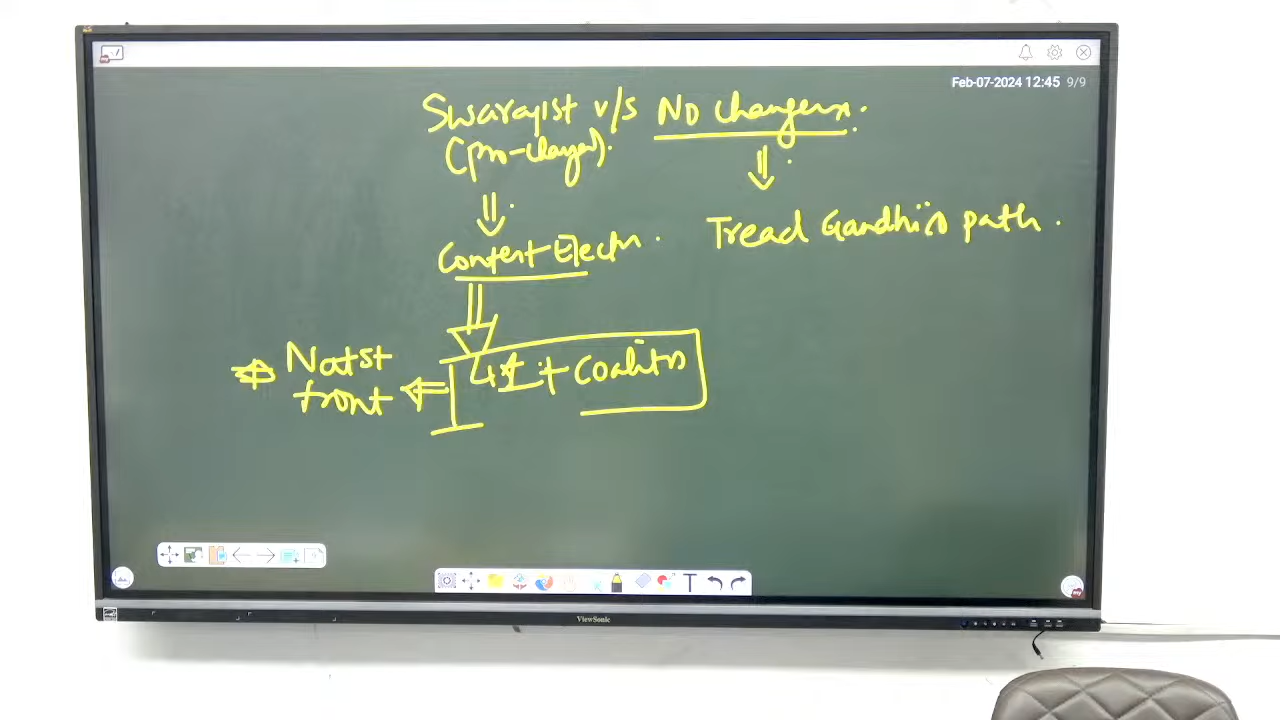 Feb-07-2024 12:45 9/9
Swarajist v/s No changers.
(pro-changer).
Contest Electn.
Tread Gandhi's path.
+ Coalitn
Natst
front
T
ViewSonic